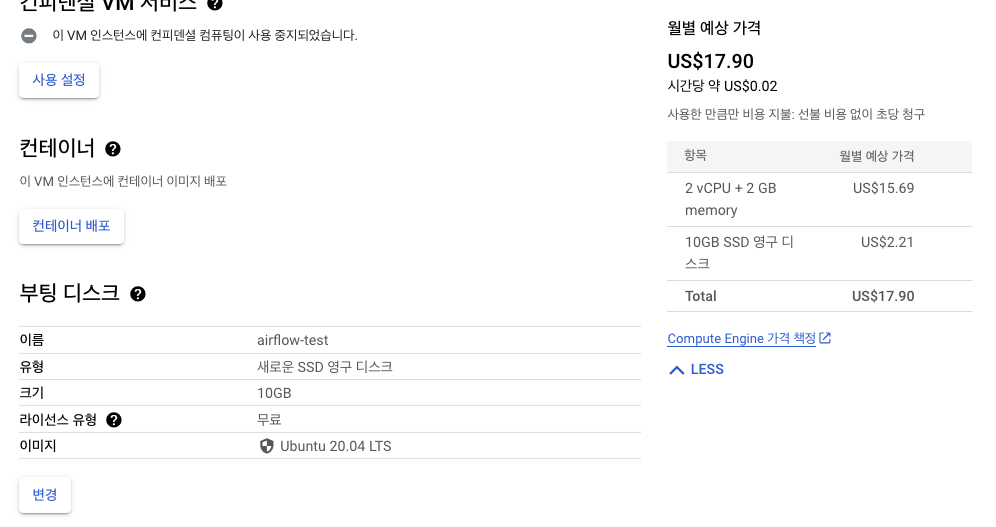 컨피덴셜 VM 서비스
이 VM 인스턴스에 컨피덴셜 컴퓨팅이 사용 중지되었습니다.
사용 설정
컨테이너
이 VM 인스턴스에 컨테이너 이미지 배포
컨테이너 배포
부팅 디스크
이름 airflow-test
유형 새로운 SSD 영구 디스크
크기 10GB
라이선스 유형 무료
이미지 Ubuntu 20.04 LTS
변경
월별 예상 가격
US$17.90
시간당 약 US$0.02
사용한 만큼만 비용 지불: 선불 비용 없이 초당 청구
항목 월별 예상 가격
2 vCPU + 2 GB US$15.69
memory
10GB SSD 영구 디 US$2.21
스크
Total US$17.90
Compute Engine 가격 책정
LESS